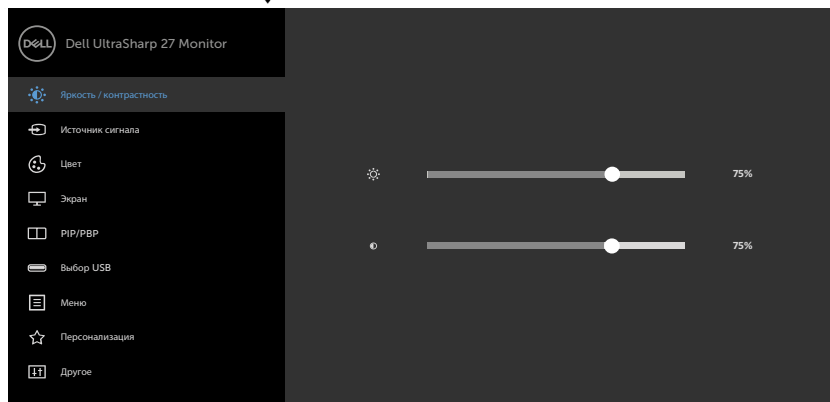 DELL
Dell UltraSharp 27 Monitor
Яркость / контрастность
Источник сигнала
Цвет
Экран
PIP/PBP
Выбор USB
Меню
Персонализация
Другое
75%
75%